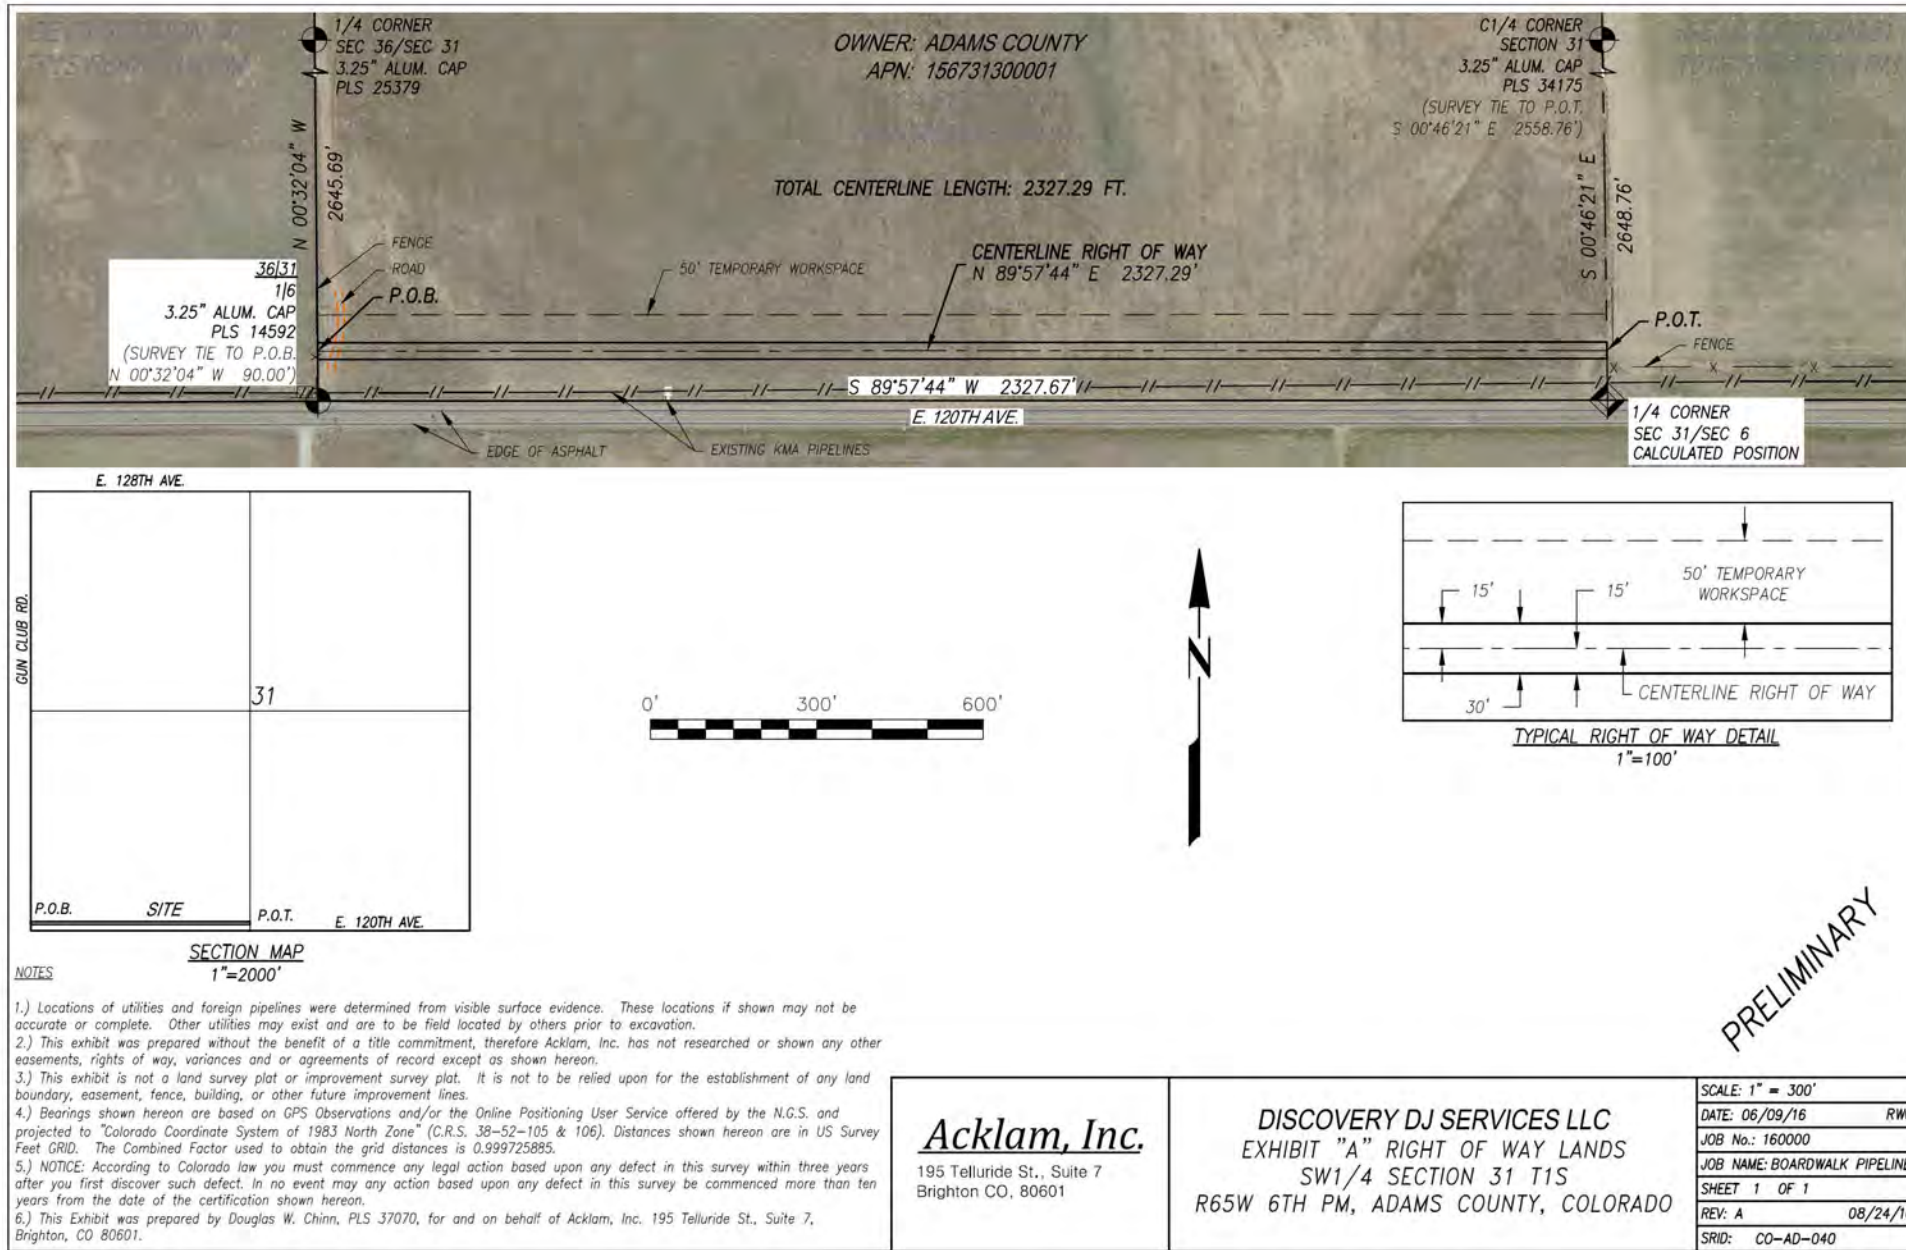 1/4 CORNER
SEC 36/SEC 31
3.25" ALUM. CAP
PLS 25379
OWNER: ADAMS COUNTY
APN: 156731300001
C1/4 CORNER
SECTION 31
3.25" ALUM. CAP
PLS 34175
(SURVEY TIE TO P.O.T.
S 00°46'21" E 2558.76')
N 00°32'04" W
2645.69'
TOTAL CENTERLINE LENGTH: 2327.29 FT.
S 00°46'21" E
2648.76'
FENCE
ROAD
P.O.B.
36|31
1|6
3.25" ALUM. CAP
PLS 14592
(SURVEY TIE TO P.O.B.
N 00°32'04" W 90.00')
50' TEMPORARY WORKSPACE
CENTERLINE RIGHT OF WAY
N 89°57'44" E 2327.29'
P.O.T.
FENCE
S 89°57'44" W 2327.67'
E. 120TH AVE.
EDGE OF ASPHALT
EXISTING KMA PIPELINES
1/4 CORNER
SEC 31/SEC 6
CALCULATED POSITION
E. 128TH AVE.
GUN CLUB RD.
31
P.O.B.
SITE
P.O.T.
E. 120TH AVE.
SECTION MAP
1"=2000'
0' 300' 600'
N
15'
15'
50' TEMPORARY
WORKSPACE
30'
CENTERLINE RIGHT OF WAY
TYPICAL RIGHT OF WAY DETAIL
1"=100'
PRELIMINARY
NOTES
1.) Locations of utilities and foreign pipelines were determined from visible surface evidence. These locations if shown may not be
accurate or complete. Other utilities may exist and are to be field located by others prior to excavation.
2.) This exhibit was prepared without the benefit of a title commitment, therefore Acklam, Inc. has not researched or shown any other
easements, rights of way, variances and or agreements of record except as shown hereon.
3.) This exhibit is not a land survey plat or improvement survey plat. It is not to be relied upon for the establishment of any land
boundary, easement, fence, building, or other future improvement lines.
4.) Bearings shown hereon are based on GPS Observations and/or the Online Positioning User Service offered by the N.G.S. and
projected to "Colorado Coordinate System of 1983 North Zone" (C.R.S. 38-52-105 & 106). Distances shown hereon are in US Survey
Feet GRID. The Combined Factor used to obtain the grid distances is 0.999725885.
5.) NOTICE: According to Colorado law you must commence any legal action based upon any defect in this survey within three years
after you first discover such defect. In no event may any action based upon any defect in this survey be commenced more than ten
years from the date of the certification shown hereon.
6.) This Exhibit was prepared by Douglas W. Chinn, PLS 37070, for and on behalf of Acklam, Inc. 195 Telluride St., Suite 7,
Brighton, CO 80601.
Acklam, Inc.
195 Telluride St., Suite 7
Brighton CO, 80601
DISCOVERY DJ SERVICES LLC
EXHIBIT "A" RIGHT OF WAY LANDS
SW1/4 SECTION 31 T1S
R65W 6TH PM, ADAMS COUNTY, COLORADO
SCALE: 1" = 300'
DATE: 06/09/16
JOB No.: 160000
JOB NAME: BOARDWALK PIPELINE
SHEET 1 OF 1
REV: A 08/24/1
SRID: CO-AD-040